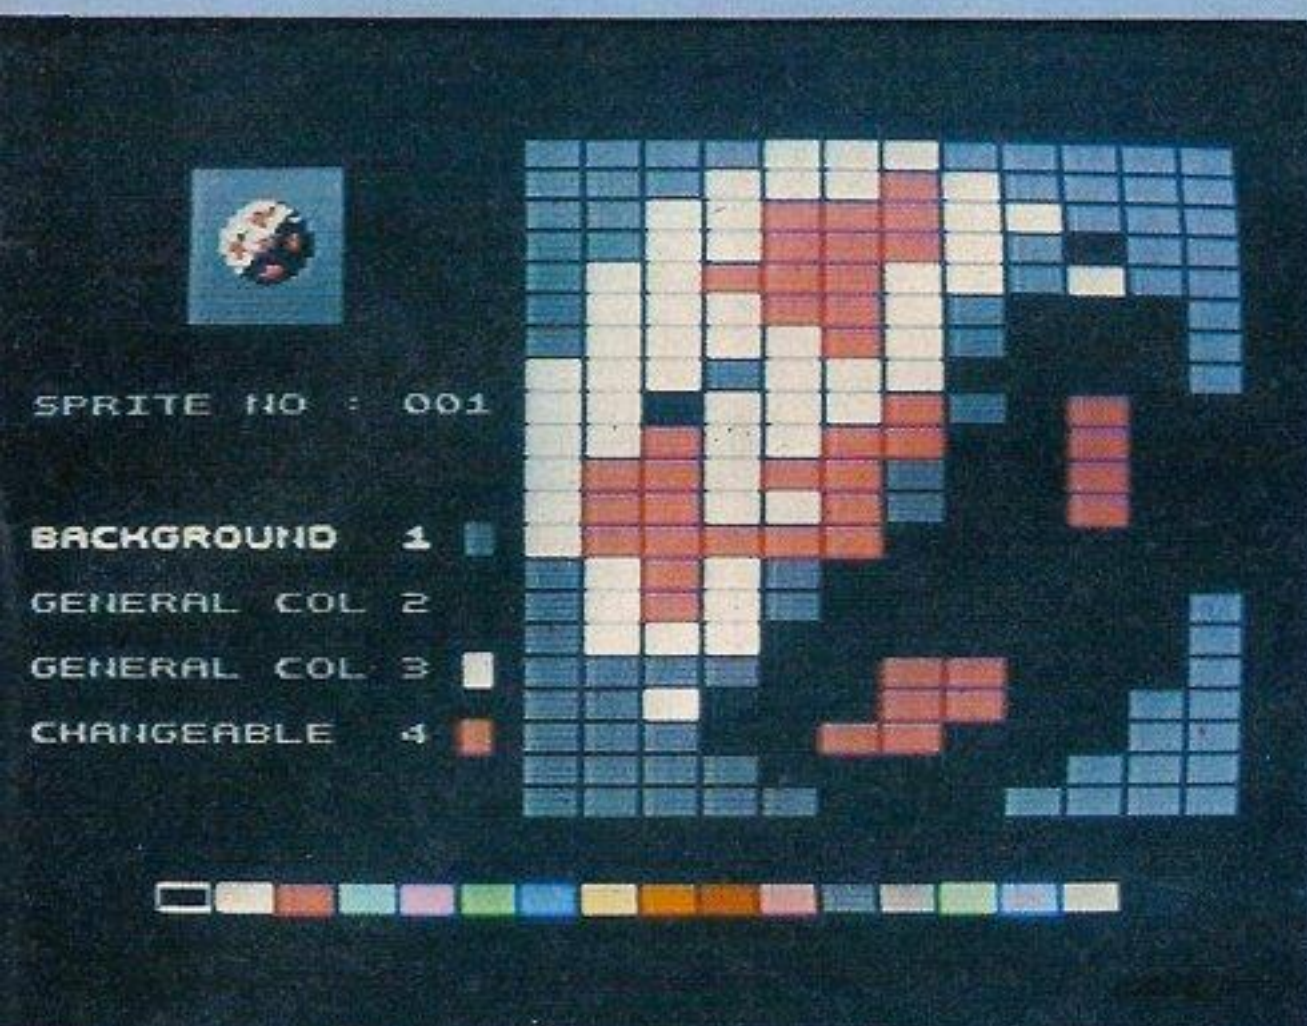 SPRITE NO : 001
BACKGROUND 1
GENERAL COL 2
GENERAL COL 3
CHANGEABLE 4